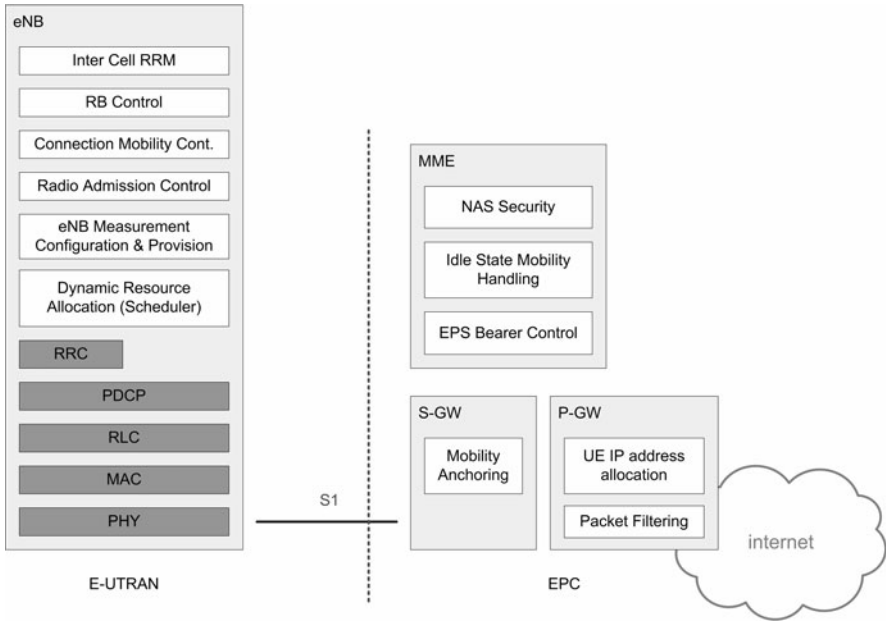 eNB
Inter Cell RRM
RB Control
Connection Mobility Cont.
Radio Admission Control
eNB Measurement
Configuration & Provision
Dynamic Resource
Allocation (Scheduler)
RRC
PDCP
RLC
MAC
PHY
E-UTRAN
S1
MME
NAS Security
Idle State Mobility
Handling
EPS Bearer Control
S-GW
Mobility
Anchoring
P-GW
UE IP address
allocation
Packet Filtering
internet
EPC